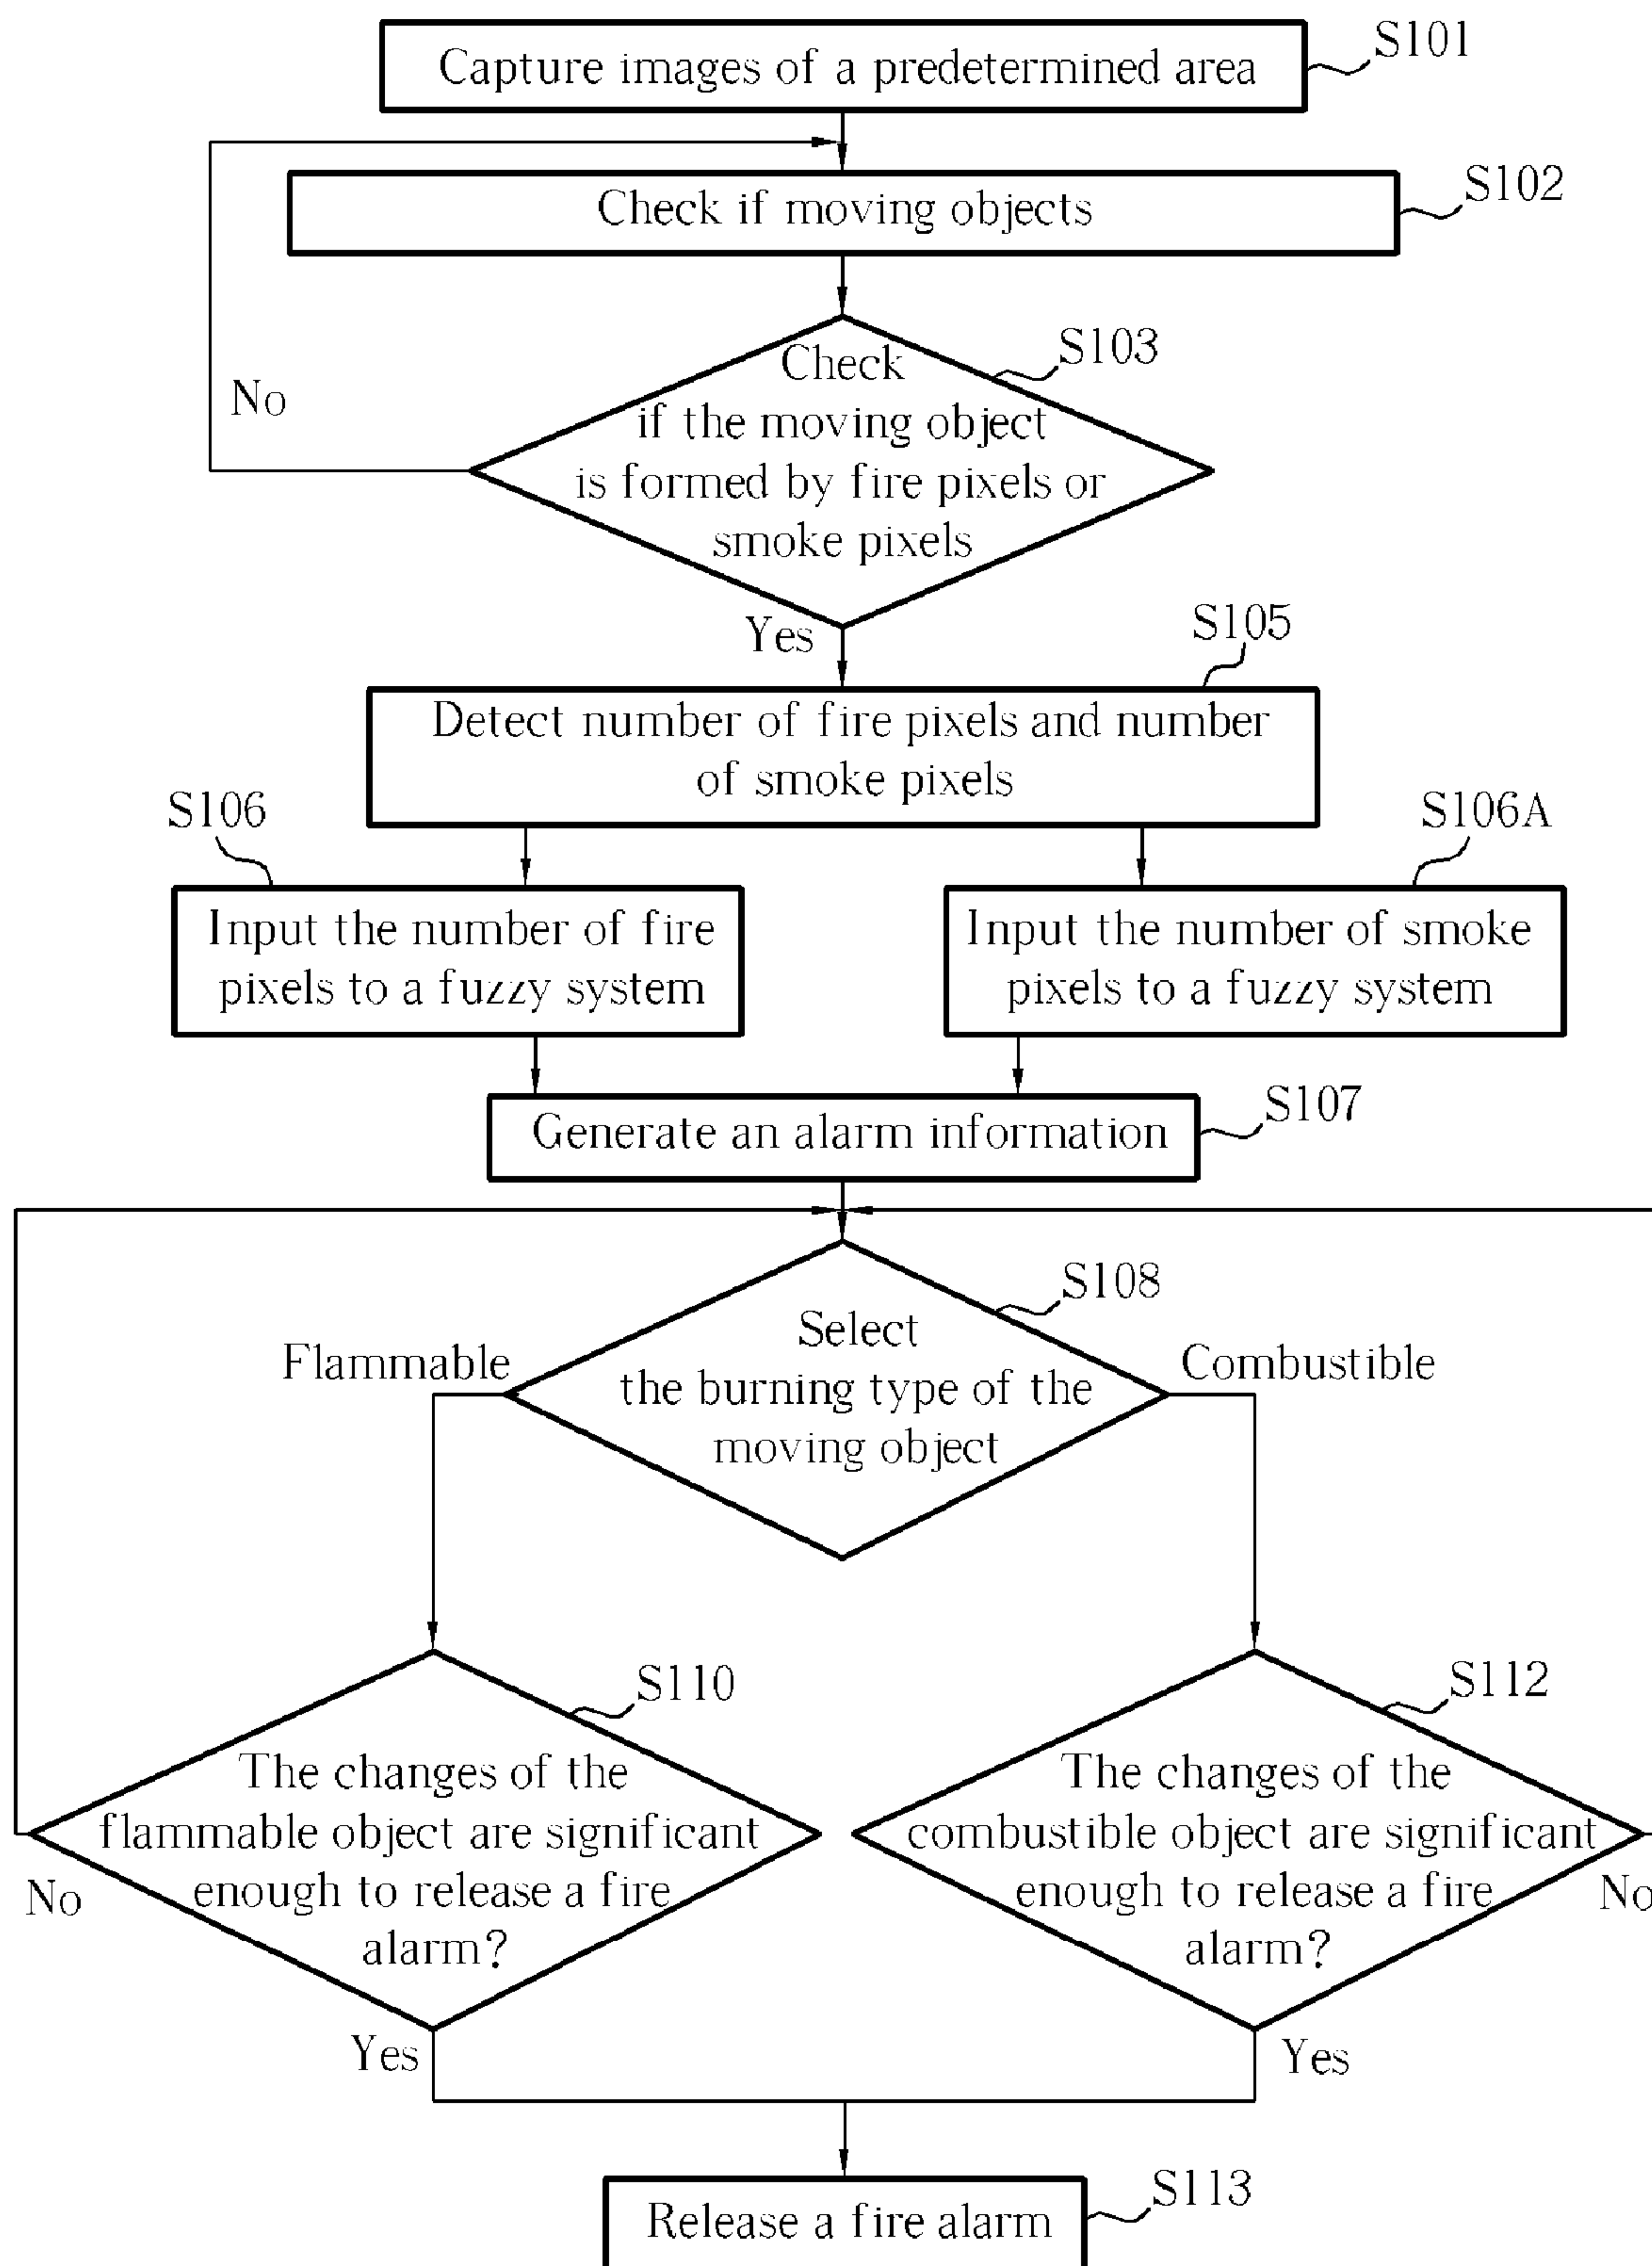 Capture images of a predetermined area
S101
Check if moving objects
S102
Check
if the moving object
is formed by fire pixels or
smoke pixels
S103
No
Yes
S105
Detect number of fire pixels and number
of smoke pixels
S106
Input the number of fire
pixels to a fuzzy system
S106A
Input the number of smoke
pixels to a fuzzy system
Generate an alarm information
S107
S108
Select
the burning type of the
moving object
Flammable
Combustible
S110
The changes of the
flammable object are significant
enough to release a fire
alarm?
No
Yes
S112
The changes of the
combustible object are significant
enough to release a fire
alarm?
No
Yes
Release a fire alarm
S113